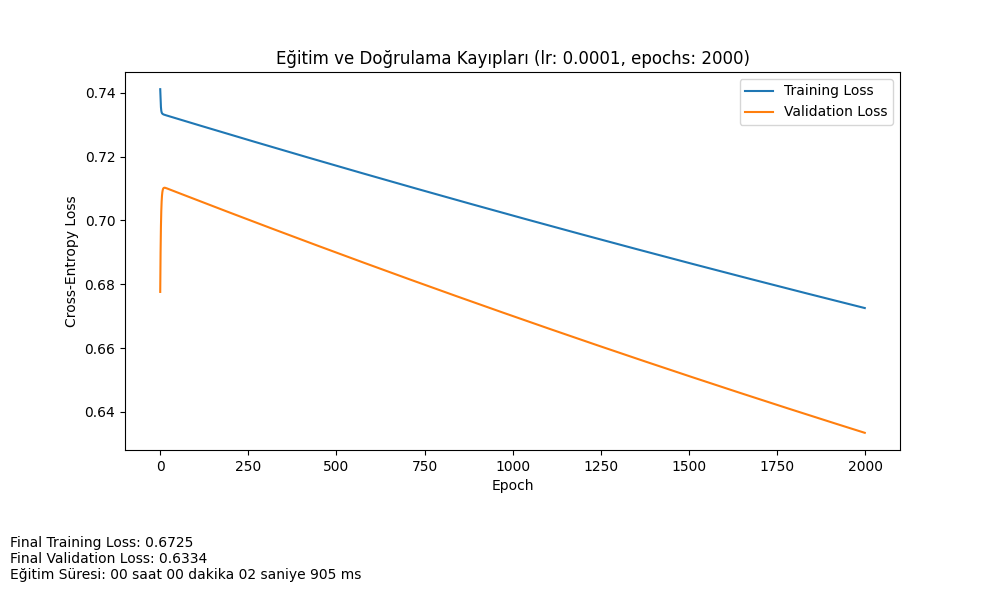 Eğitim ve Doğrulama Kayıpları (lr: 0.0001, epochs: 2000)
Training Loss
Validation Loss
Cross-Entropy Loss
0.74
0.72
0.70
0.68
0.66
0.64
0 250 500 750 1000 1250 1500 1750 2000
Epoch
Final Training Loss: 0.6725
Final Validation Loss: 0.6334
Eğitim Süresi: 00 saat 00 dakika 02 saniye 905 ms